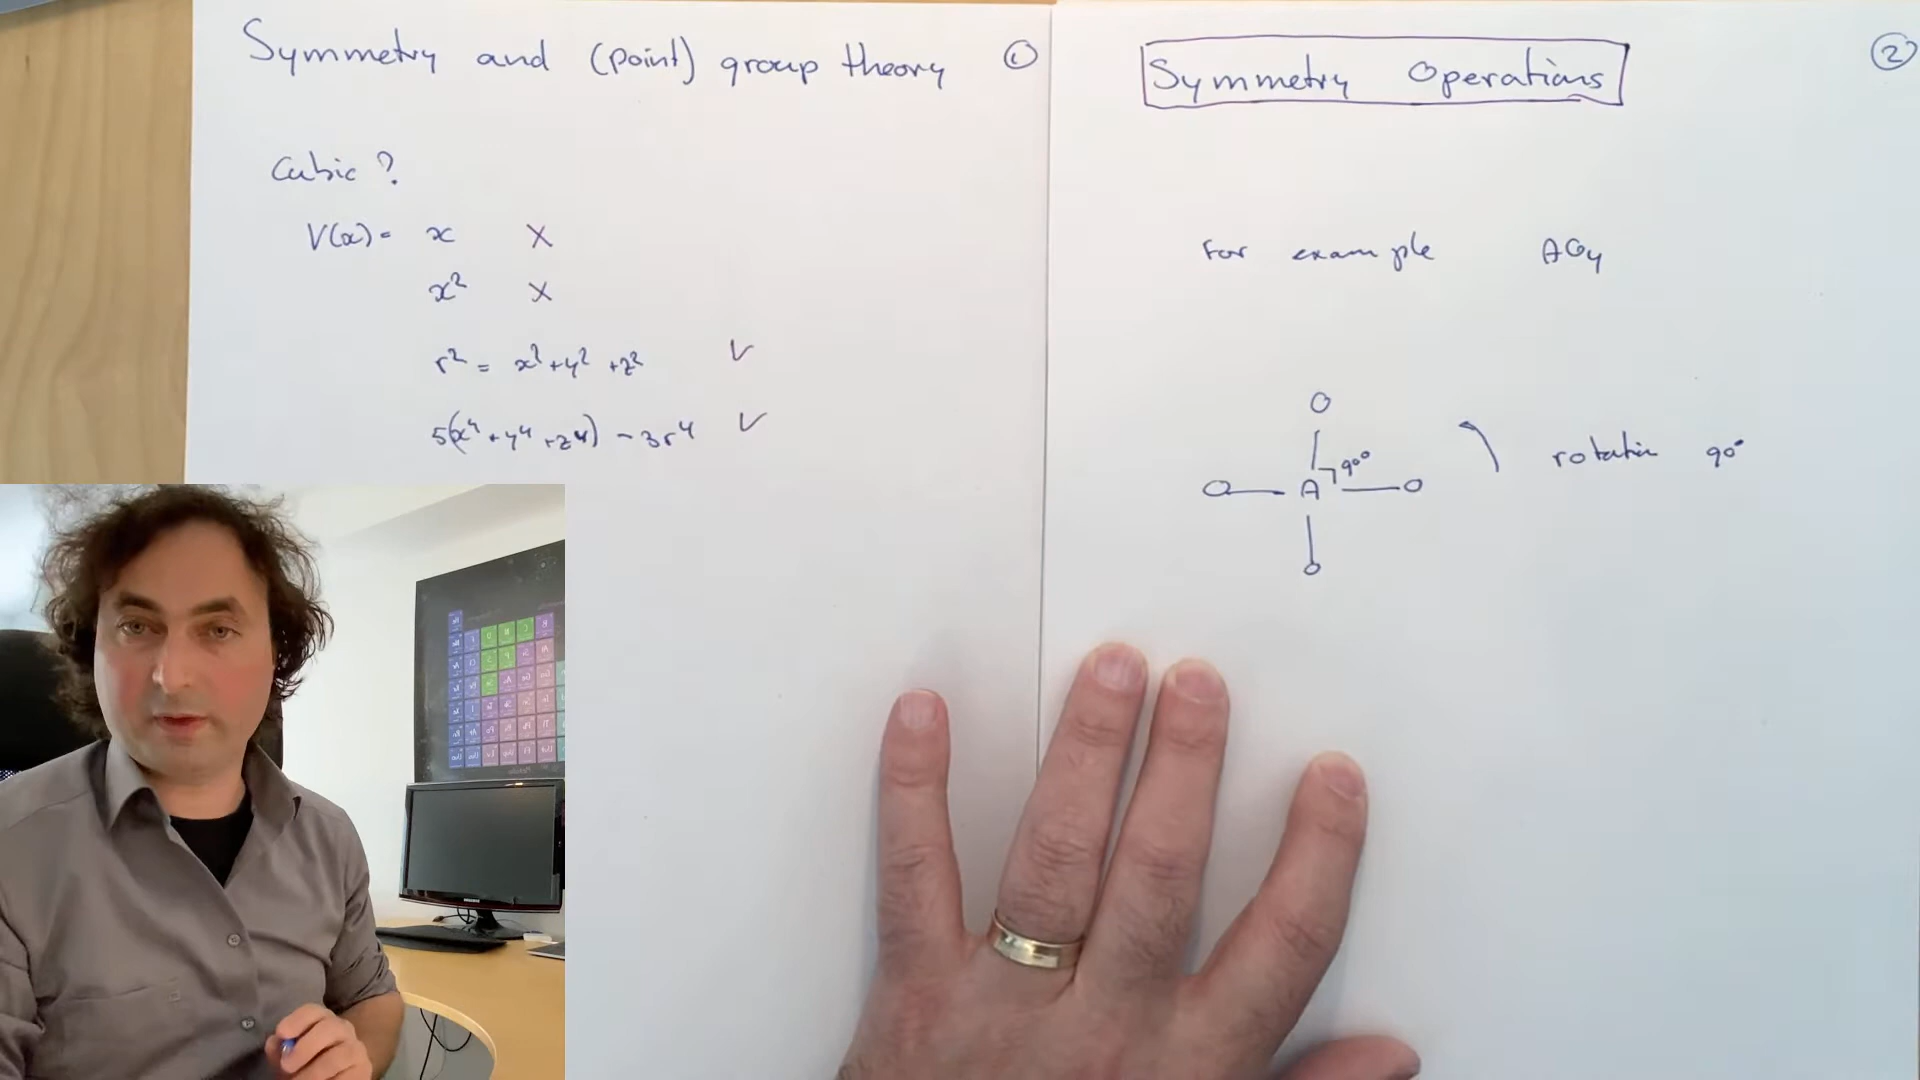 Symmetry and (point) group theory ①
Cubic ?
V(x) = x X
x² X
r² = x²+y²+z² ✓
5(x⁴+y⁴+z⁴) - 3r⁴ ✓
Symmetry Operations ②
For example AO₄
O
90°
O A O
O
rotation 90°